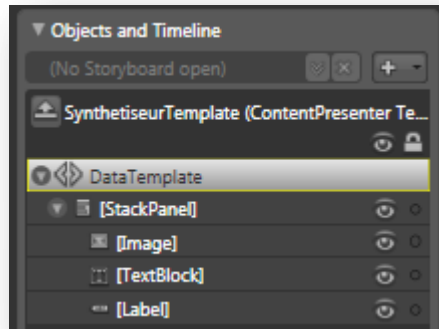 Objects and Timeline
(No Storyboard open)
SynthetiseurTemplate (ContentPresenter Te...
DataTemplate
[StackPanel]
[Image]
[TextBlock]
[Label]